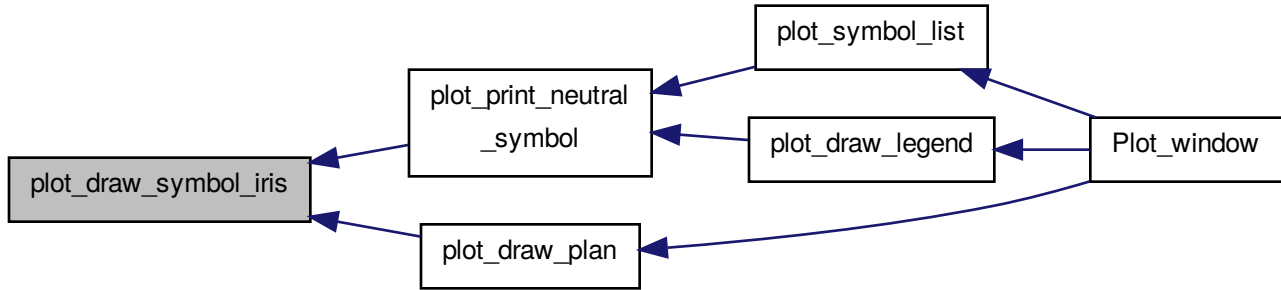 plot_draw_symbol_iris
plot_print_neutral
_symbol
plot_draw_plan
plot_symbol_list
plot_draw_legend
Plot_window